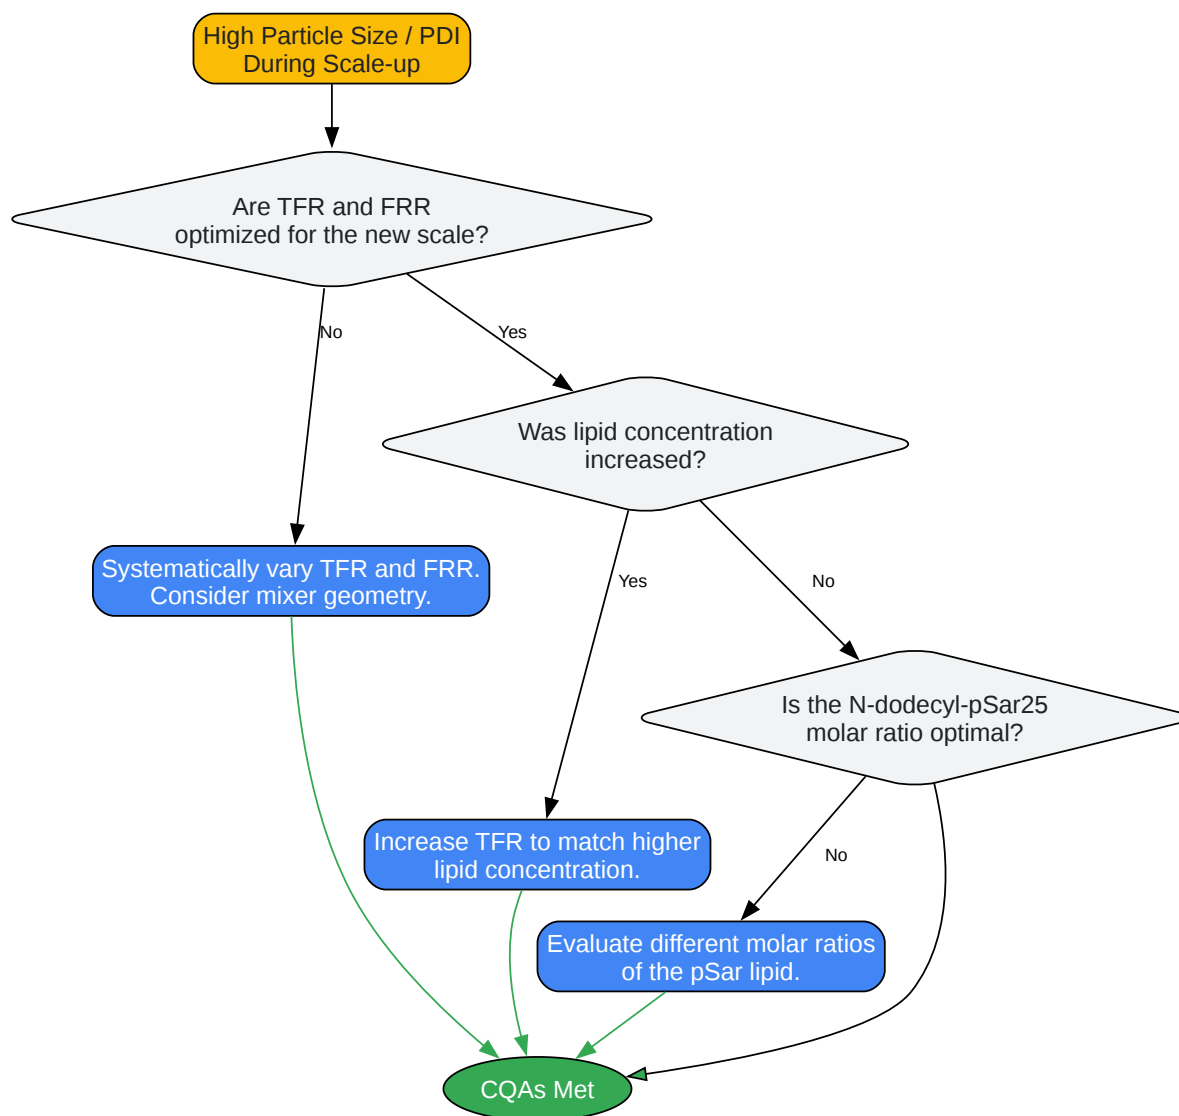 High Particle Size / PDI
During Scale-up
Are TFR and FRR
optimized for the new scale?
No
Yes
Was lipid concentration
increased?
Systematically vary TFR and FRR.
Consider mixer geometry.
Yes
No
Is the N-dodecyl-pSar25
molar ratio optimal?
Increase TFR to match higher
lipid concentration.
No
Evaluate different molar ratios
of the pSar lipid.
CQAs Met